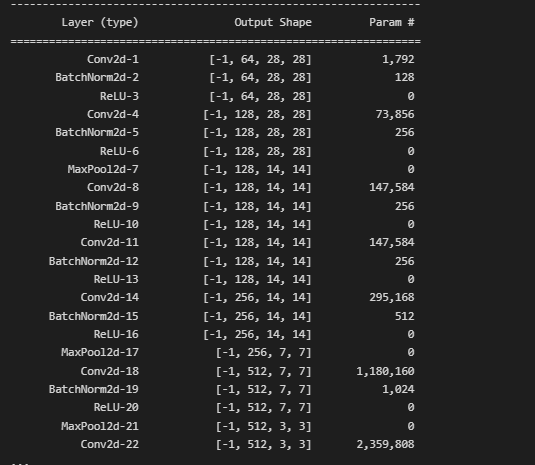 ----------------------------------------------------------------
        Layer (type)               Output Shape         Param #
================================================================
            Conv2d-1           [-1, 64, 28, 28]           1,792
       BatchNorm2d-2           [-1, 64, 28, 28]             128
              ReLU-3           [-1, 64, 28, 28]               0
            Conv2d-4          [-1, 128, 28, 28]          73,856
       BatchNorm2d-5          [-1, 128, 28, 28]             256
              ReLU-6          [-1, 128, 28, 28]               0
         MaxPool2d-7          [-1, 128, 14, 14]               0
            Conv2d-8          [-1, 128, 14, 14]         147,584
       BatchNorm2d-9          [-1, 128, 14, 14]             256
             ReLU-10          [-1, 128, 14, 14]               0
           Conv2d-11          [-1, 128, 14, 14]         147,584
      BatchNorm2d-12          [-1, 128, 14, 14]             256
             ReLU-13          [-1, 128, 14, 14]               0
           Conv2d-14          [-1, 256, 14, 14]         295,168
      BatchNorm2d-15          [-1, 256, 14, 14]             512
             ReLU-16          [-1, 256, 14, 14]               0
        MaxPool2d-17            [-1, 256, 7, 7]               0
           Conv2d-18            [-1, 512, 7, 7]       1,180,160
      BatchNorm2d-19            [-1, 512, 7, 7]           1,024
             ReLU-20            [-1, 512, 7, 7]               0
        MaxPool2d-21            [-1, 512, 3, 3]               0
           Conv2d-22            [-1, 512, 3, 3]       2,359,808
...